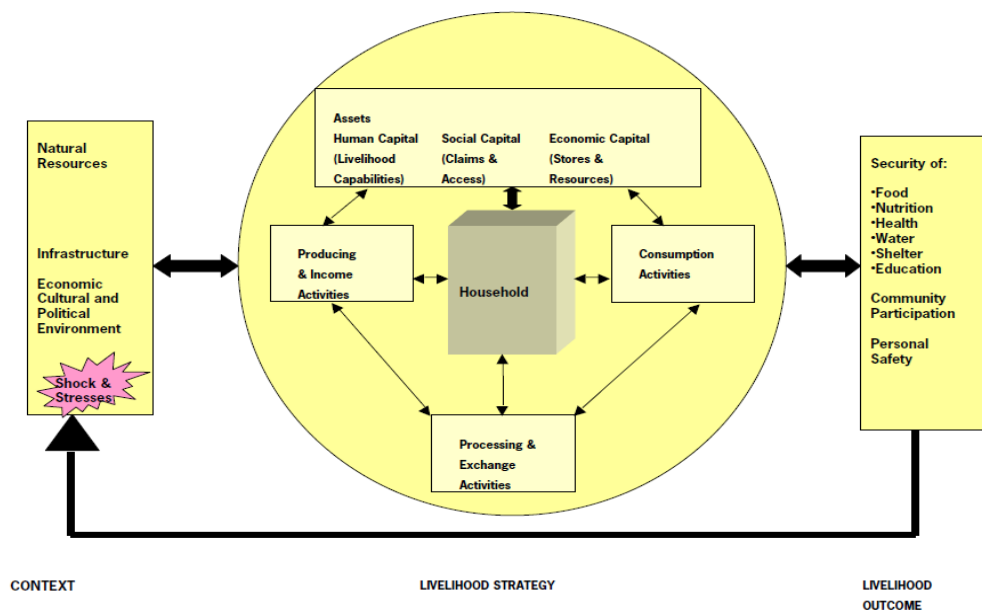 Natural
Resources
Infrastructure
Economic
Cultural and
Political
Environment
Shock &
Stresses
Assets
Human Capital
(Livelihood
Capabilities)
Social Capital
(Claims &
Access)
Economic Capital
(Stores &
Resources)
Producing
& Income
Activities
Household
Consumption
Activities
Processing &
Exchange
Activities
Security of:
•Food
•Nutrition
•Health
•Water
•Shelter
•Education
Community
Participation
Personal
Safety
CONTEXT
LIVELIHOOD STRATEGY
LIVELIHOOD
OUTCOME